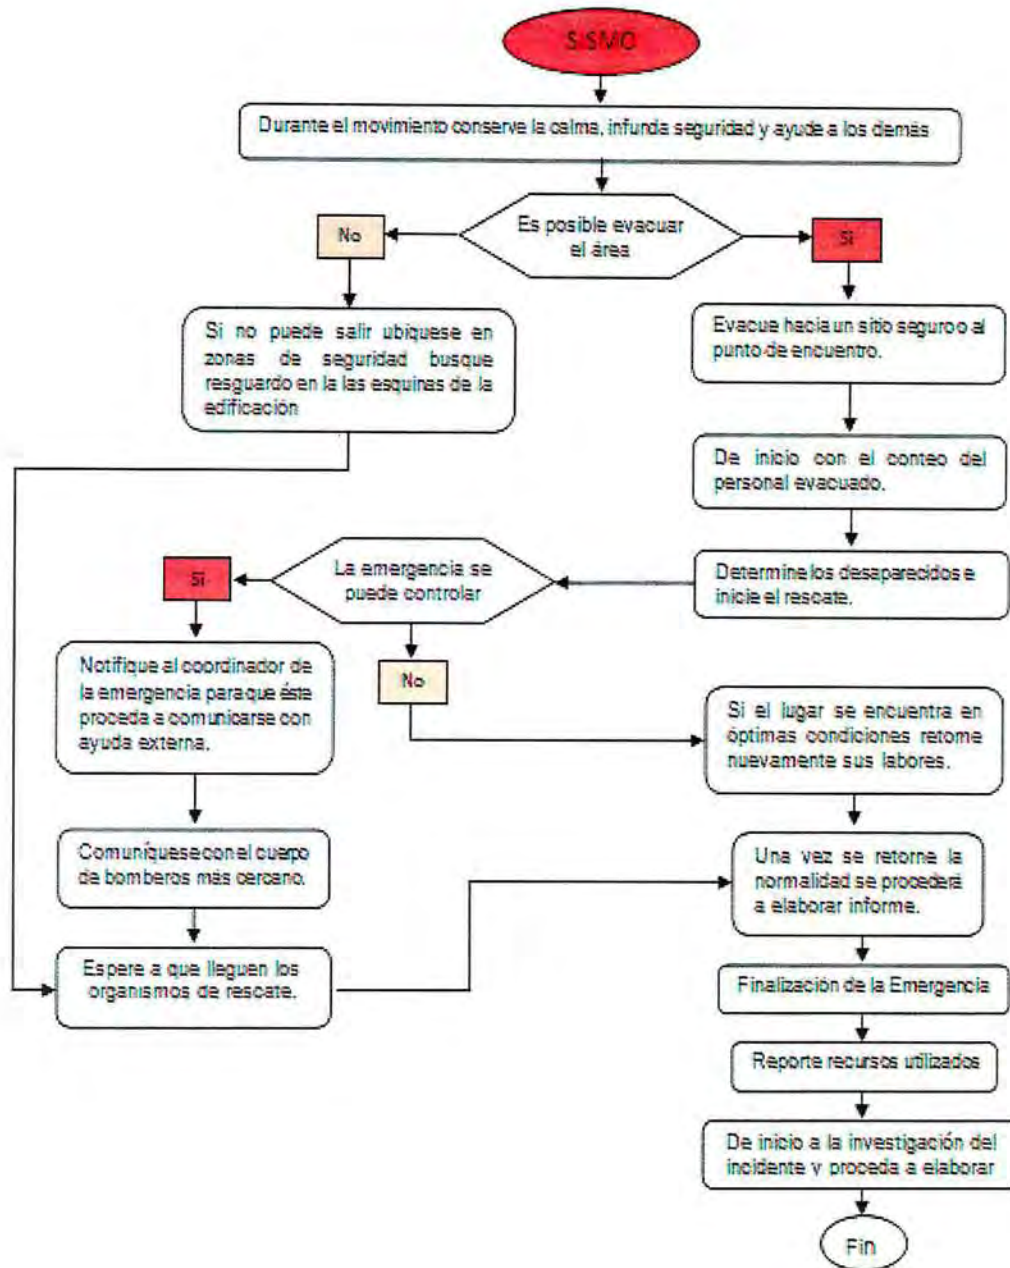 SISMO
Durante el movimiento conserve la calma, infunda seguridad y ayude a los demás
Es posible evacuar
el área
No
Si
Si no puede salir ubíquese en
zonas de seguridad busque
resguardo en la las esquinas de la
edificación
Evacue hacia un sitio seguro o al
punto de encuentro.
De inicio con el conteo del
personal evacuado.
Determine los desaparecidos e
inicie el rescate.
La emergencia se
puede controlar
Si
No
Notifique al coordinador de
la emergencia para que éste
proceda a comunicarse con
ayuda externa.
Si el lugar se encuentra en
óptimas condiciones retorne
nuevamente sus labores.
Comuníquese con el cuerpo
de bomberos más cercano.
Una vez se retorne la
normalidad se procederá
a elaborar informe.
Espere a que lleguen los
organismos de rescate.
Finalización de la Emergencia
Reporte recursos utilizados
De inicio a la investigación del
incidente y proceda a elaborar
Fin